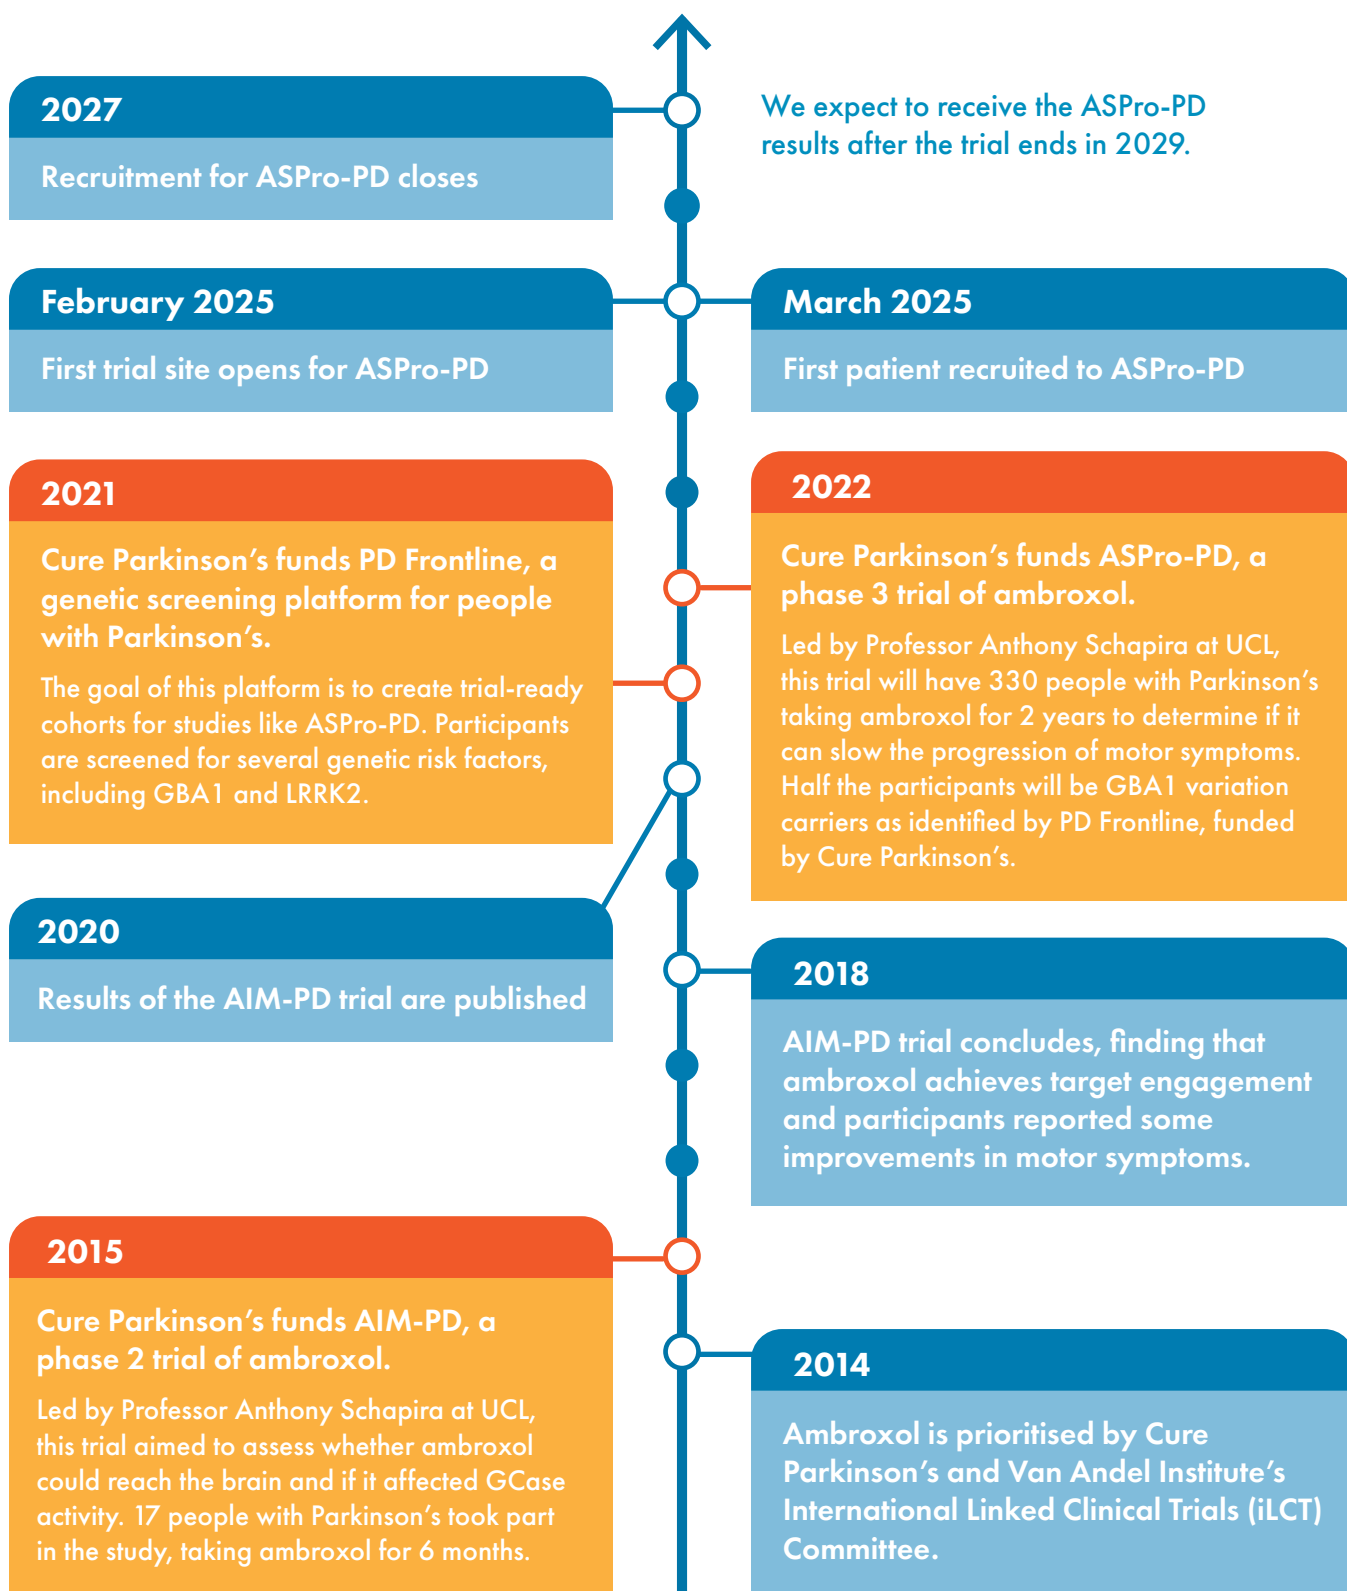 2027
Recruitment for ASPro-PD closes
We expect to receive the ASPro-PD
results after the trial ends in 2029.
February 2025
First trial site opens for ASPro-PD
March 2025
First patient recruited to ASPro-PD
2021
Cure Parkinson’s funds PD Frontline, a
genetic screening platform for people
with Parkinson’s.
The goal of this platform is to create trial-ready
cohorts for studies like ASPro-PD. Participants
are screened for several genetic risk factors,
including GBA1 and LRRK2.
2022
Cure Parkinson’s funds ASPro-PD, a
phase 3 trial of ambroxol.
Led by Professor Anthony Schapira at UCL,
this trial will have 330 people with Parkinson’s
taking ambroxol for 2 years to determine if it
can slow the progression of motor symptoms.
Half the participants will be GBA1 variation
carriers as identified by PD Frontline, funded
by Cure Parkinson’s.
2020
Results of the AIM-PD trial are published
2018
AIM-PD trial concludes, finding that
ambroxol achieves target engagement
and participants reported some
improvements in motor symptoms.
2015
Cure Parkinson’s funds AIM-PD, a
phase 2 trial of ambroxol.
Led by Professor Anthony Schapira at UCL,
this trial aimed to assess whether ambroxol
could reach the brain and if it affected GCase
activity. 17 people with Parkinson’s took part
in the study, taking ambroxol for 6 months.
2014
Ambroxol is prioritised by Cure
Parkinson’s and Van Andel Institute’s
International Linked Clinical Trials (iLCT)
Committee.